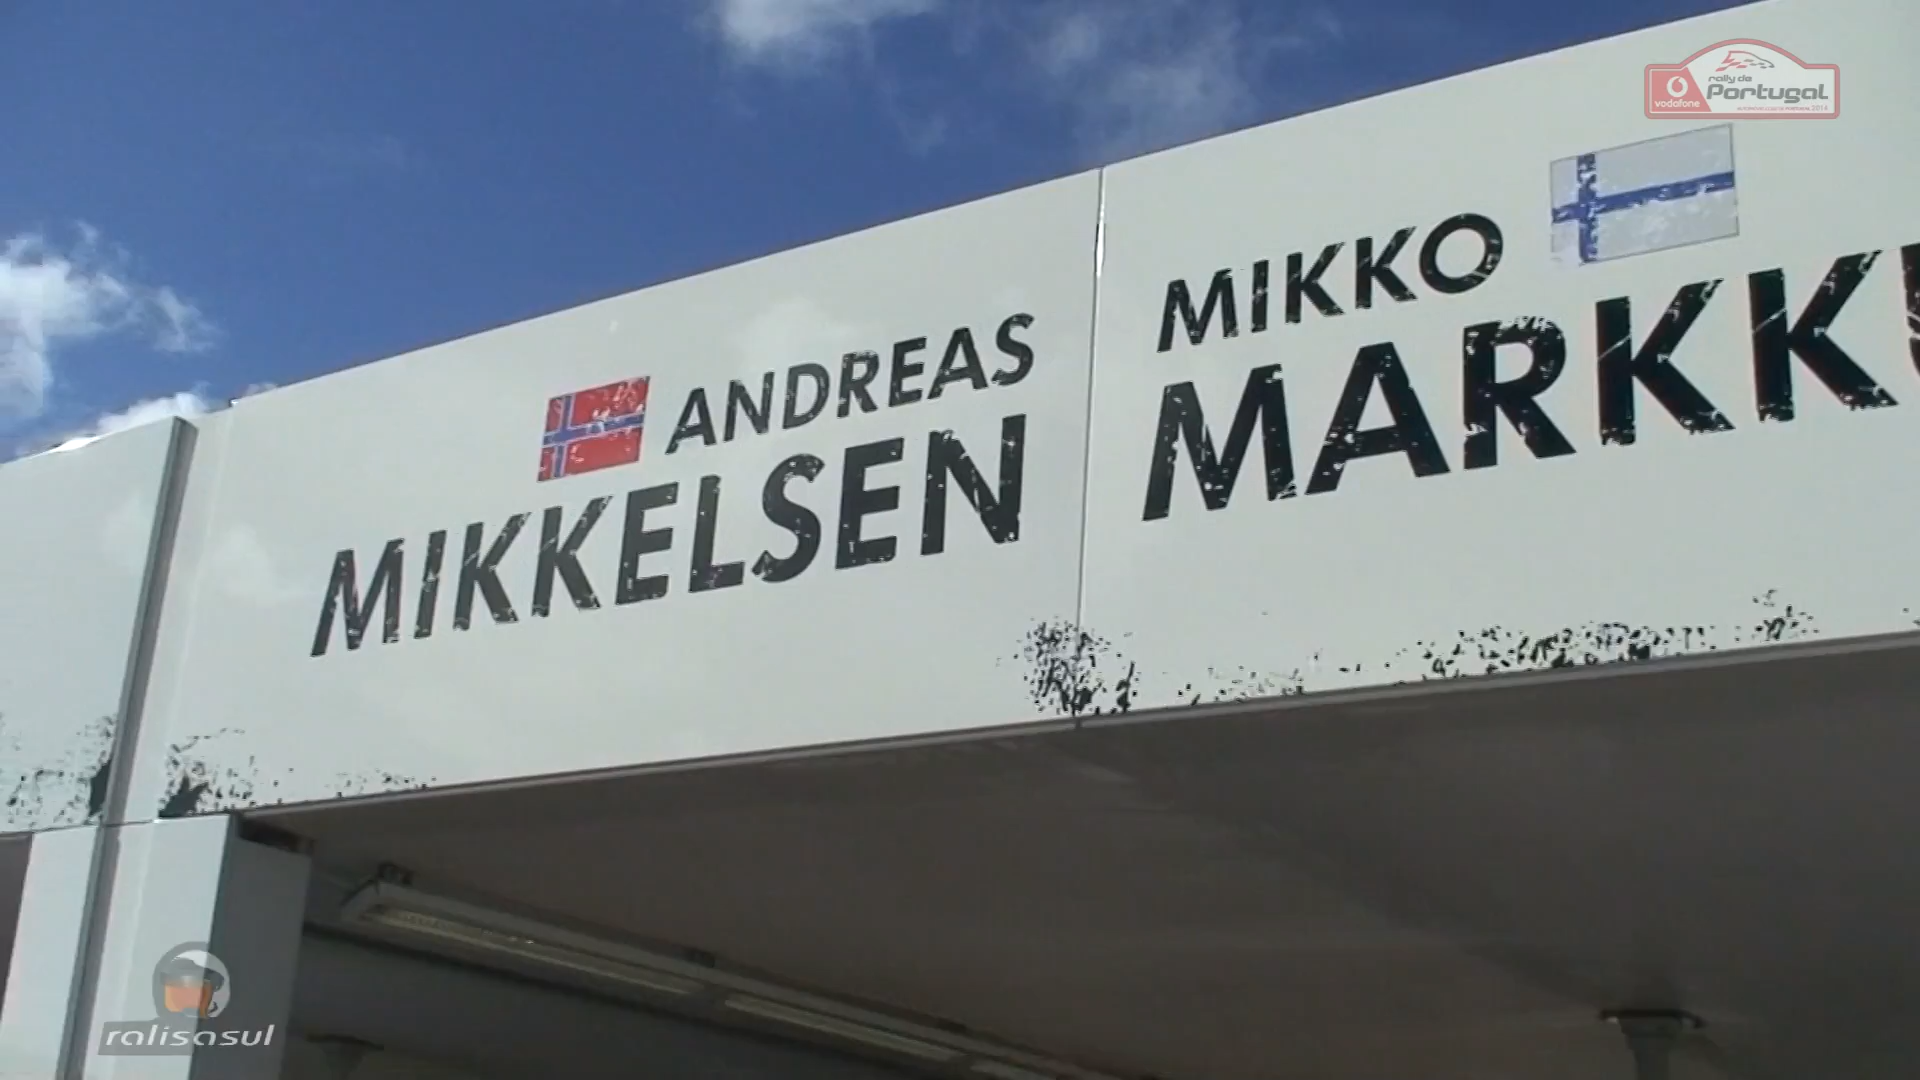 rally de
Portugal
vodafone
ANDREAS
MIKKELSEN
MIKKO
MARKK
ralisasul